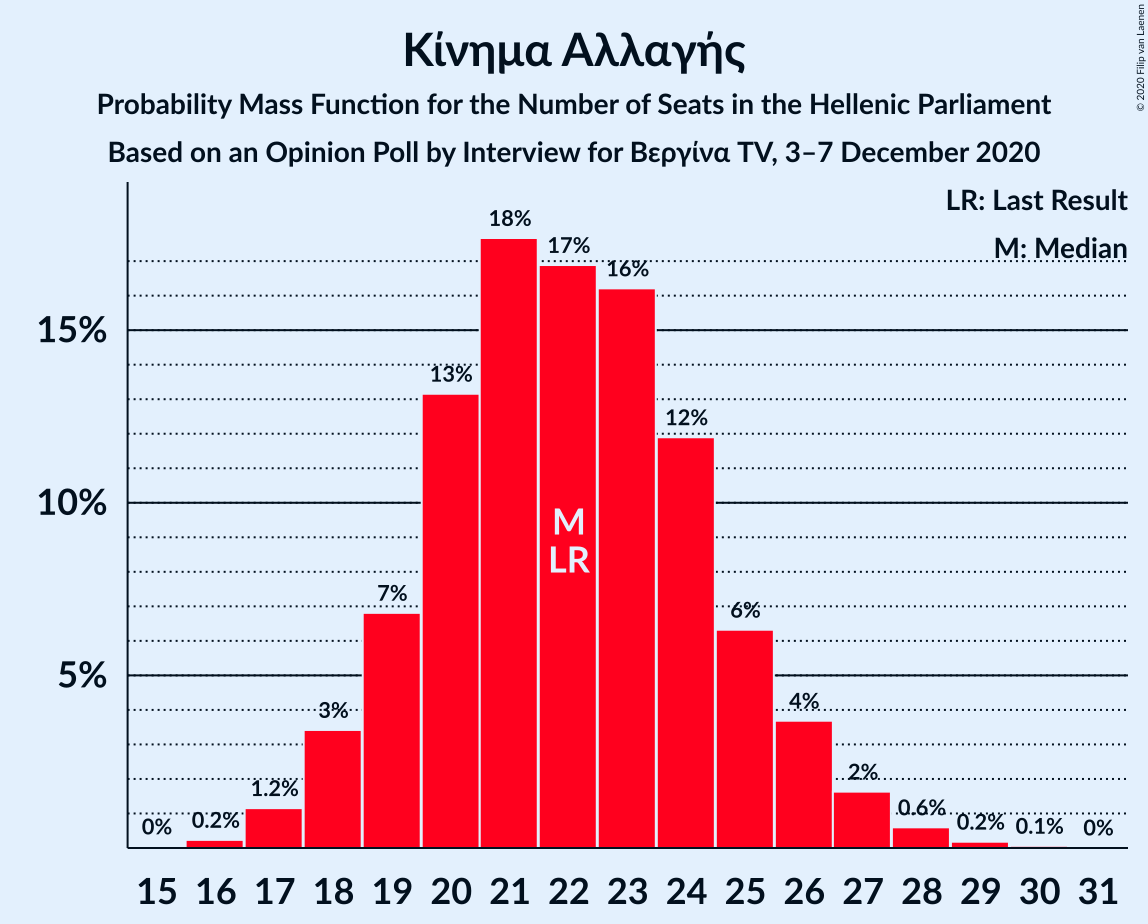 Κίνημα Αλλαγής
Probability Mass Function for the Number of Seats in the Hellenic Parliament
Based on an Opinion Poll by Interview for Βεργίνα TV, 3–7 December 2020
© 2020 Filip van Laenen
LR: Last Result
M: Median
15%
10%
5%
0%
0.2%
1.2%
3%
7%
13%
18%
17%
16%
12%
6%
4%
2%
0.6%
0.2%
0.1%
0%
M
LR
15 16 17 18 19 20 21 22 23 24 25 26 27 28 29 30 31